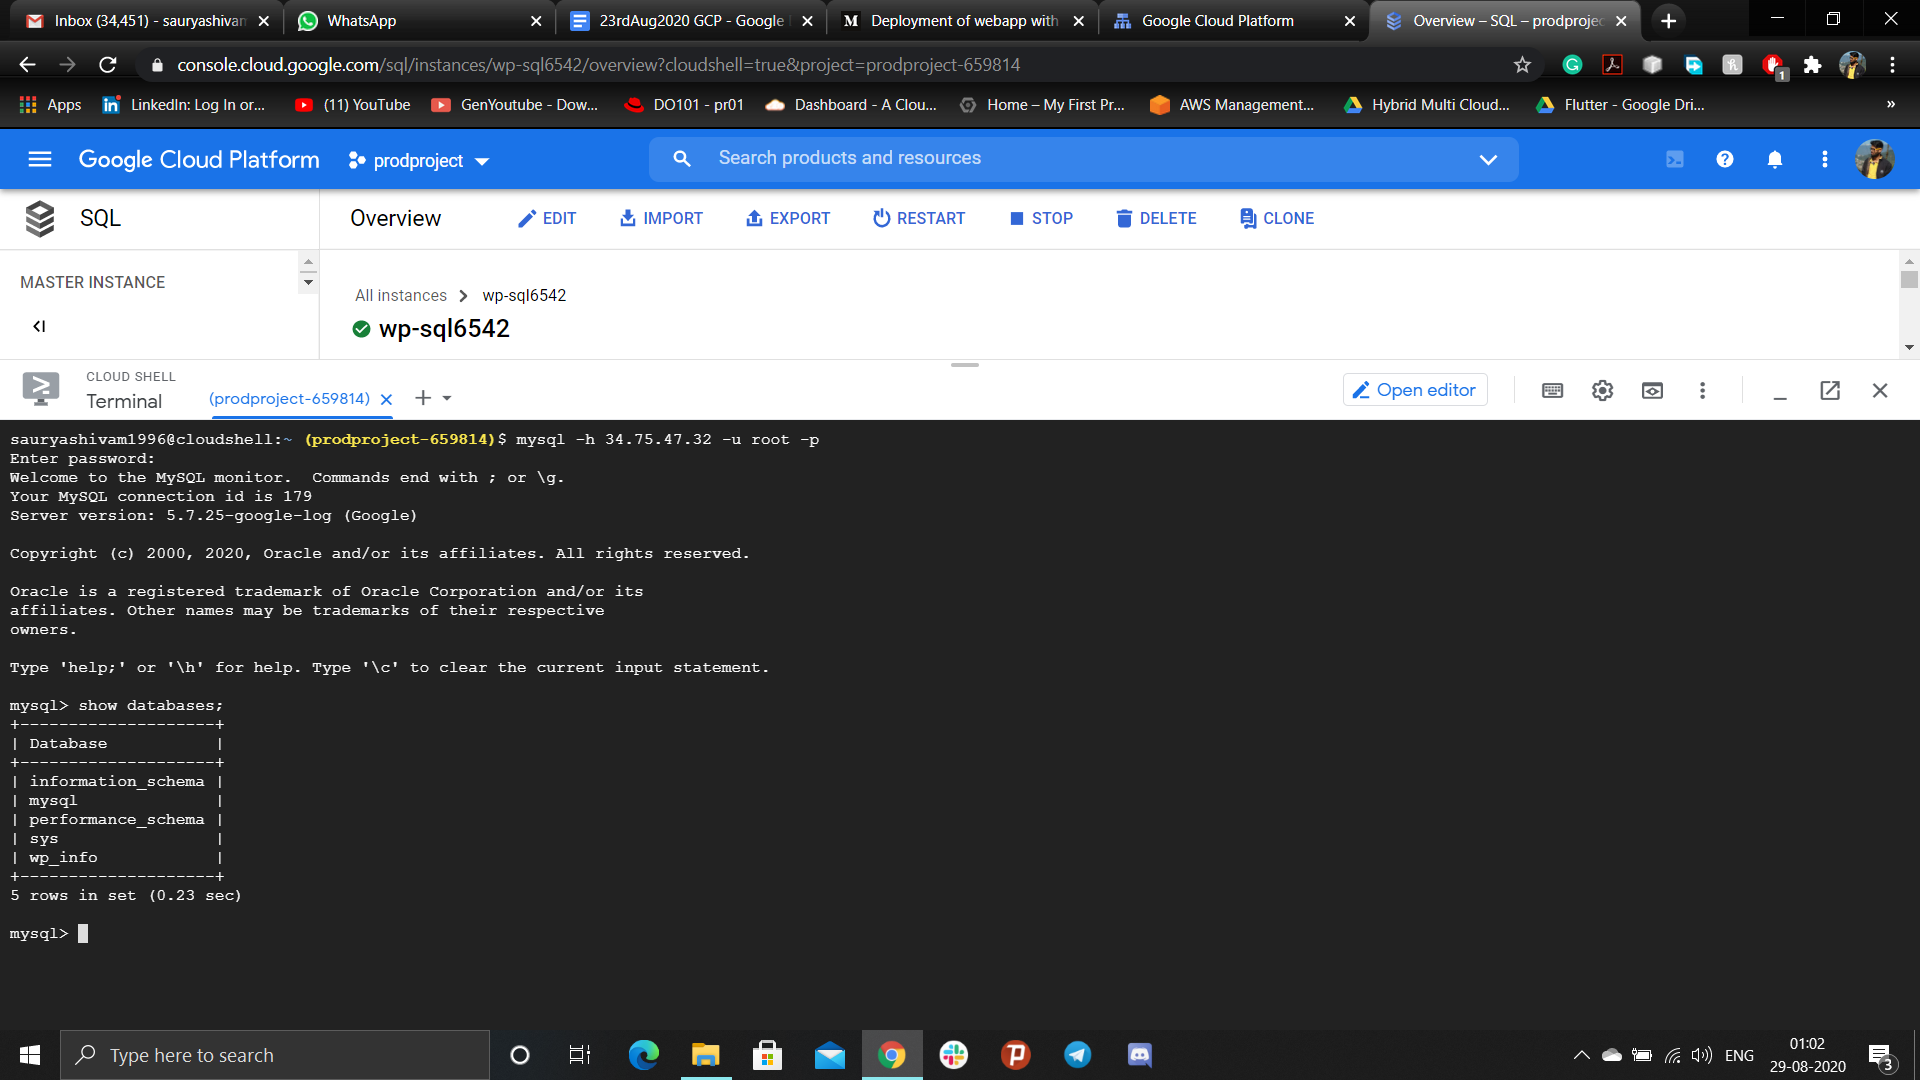 Inbox (34,451) - sauryashivam
WhatsApp
23rdAug2020 GCP - Google
M Deployment of webapp with
Google Cloud Platform
Overview – SQL – prodprojec
console.cloud.google.com/sql/instances/wp-sql6542/overview?cloudshell=true&project=prodproject-659814
1
Apps
LinkedIn: Log In or...
(11) YouTube
GenYoutube - Dow...
DO101 - pr01
Dashboard - A Clou...
Home – My First Pr...
AWS Management...
Hybrid Multi Cloud...
Flutter - Google Dri...
»
Google Cloud Platform
prodproject
Search products and resources
SQL
Overview
EDIT
IMPORT
EXPORT
RESTART
STOP
DELETE
CLONE
MASTER INSTANCE
All instances > wp-sql6542
wp-sql6542
CLOUD SHELL
Terminal
(prodproject-659814)
Open editor
sauryashivam1996@cloudshell:~ (prodproject-659814)$ mysql -h 34.75.47.32 -u root -p
Enter password:
Welcome to the MySQL monitor.  Commands end with ; or \g.
Your MySQL connection id is 179
Server version: 5.7.25-google-log (Google)
Copyright (c) 2000, 2020, Oracle and/or its affiliates. All rights reserved.
Oracle is a registered trademark of Oracle Corporation and/or its
affiliates. Other names may be trademarks of their respective
owners.
Type 'help;' or '\h' for help. Type '\c' to clear the current input statement.
mysql> show databases;
+--------------------+
| Database           |
+--------------------+
| information_schema |
| mysql              |
| performance_schema |
| sys                |
| wp_info            |
+--------------------+
5 rows in set (0.23 sec)
mysql>
Type here to search
ENG
01:02
29-08-2020
3